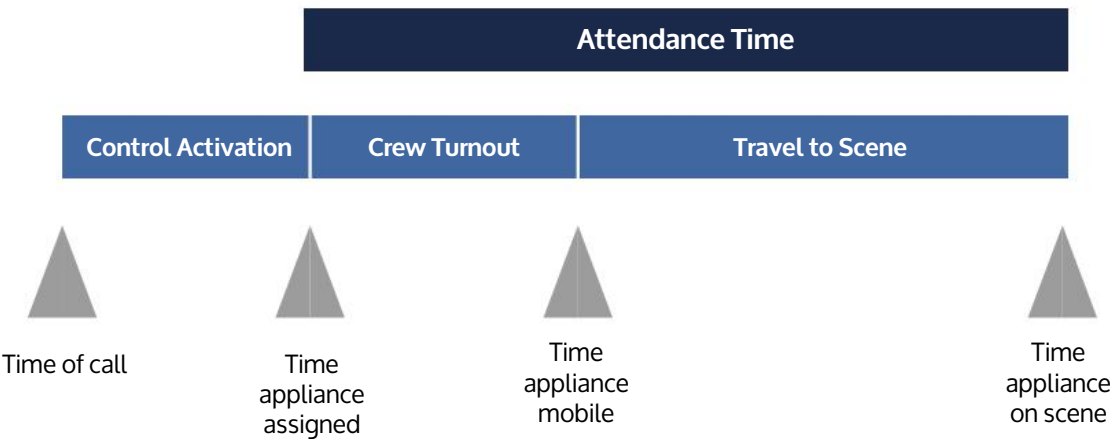 Attendance Time
Control Activation
Crew Turnout
Travel to Scene
Time of call
Time
appliance
assigned
Time
appliance
mobile
Time
appliance
on scene